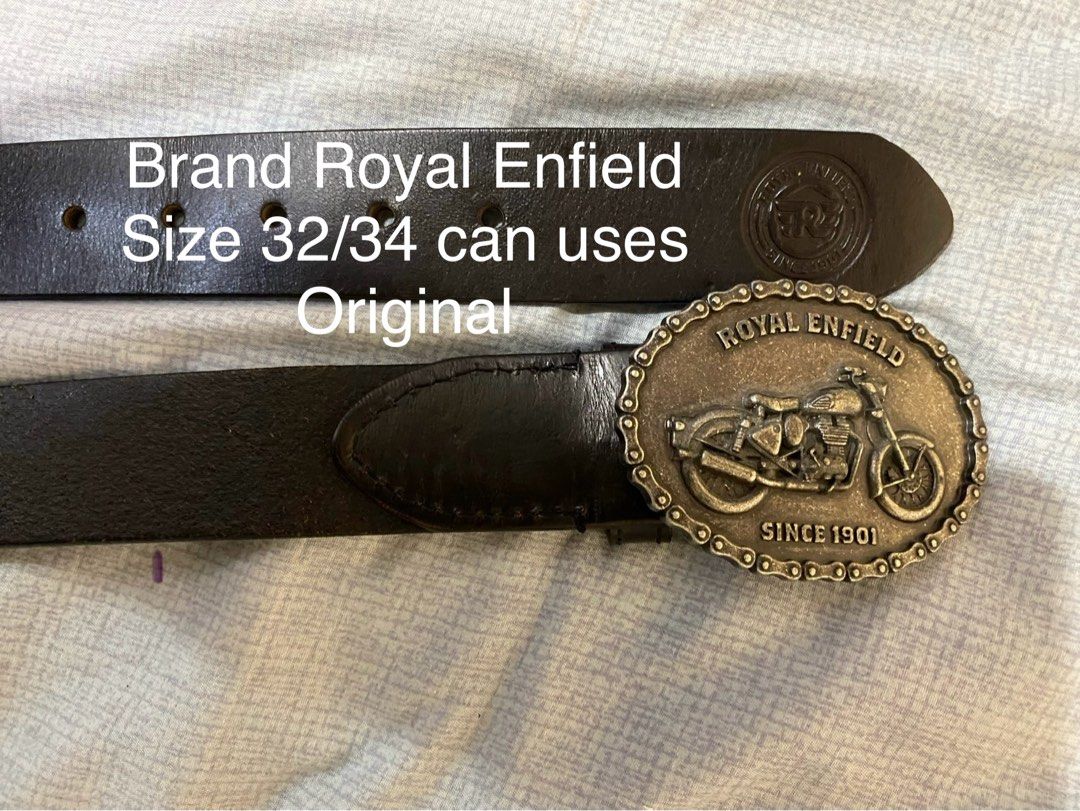 Brand Royal Enfield
Size 32/34 can uses
Original
ROYAL ENFIELD
SINCE 1901